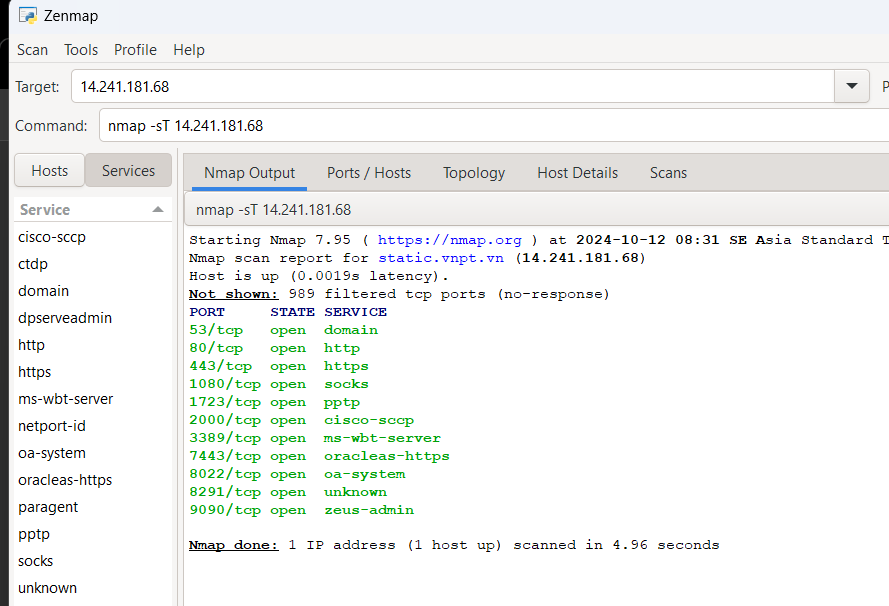 Zenmap
Scan Tools Profile Help
Target: 14.241.181.68
Command: nmap -sT 14.241.181.68
Hosts Services
Nmap Output Ports / Hosts Topology Host Details Scans
Service
cisco-sccp
ctdp
domain
dpserveadmin
http
https
ms-wbt-server
netport-id
oa-system
oracleas-https
paragent
pptp
socks
unknown
nmap -sT 14.241.181.68
Starting Nmap 7.95 ( https://nmap.org ) at 2024-10-12 08:31 SE Asia Standard T
Nmap scan report for static.vnpt.vn (14.241.181.68)
Host is up (0.0019s latency).
Not shown: 989 filtered tcp ports (no-response)
PORT STATE SERVICE
53/tcp open domain
80/tcp open http
443/tcp open https
1080/tcp open socks
1723/tcp open pptp
2000/tcp open cisco-sccp
3389/tcp open ms-wbt-server
7443/tcp open oracleas-https
8022/tcp open oa-system
8291/tcp open unknown
9090/tcp open zeus-admin
Nmap done: 1 IP address (1 host up) scanned in 4.96 seconds